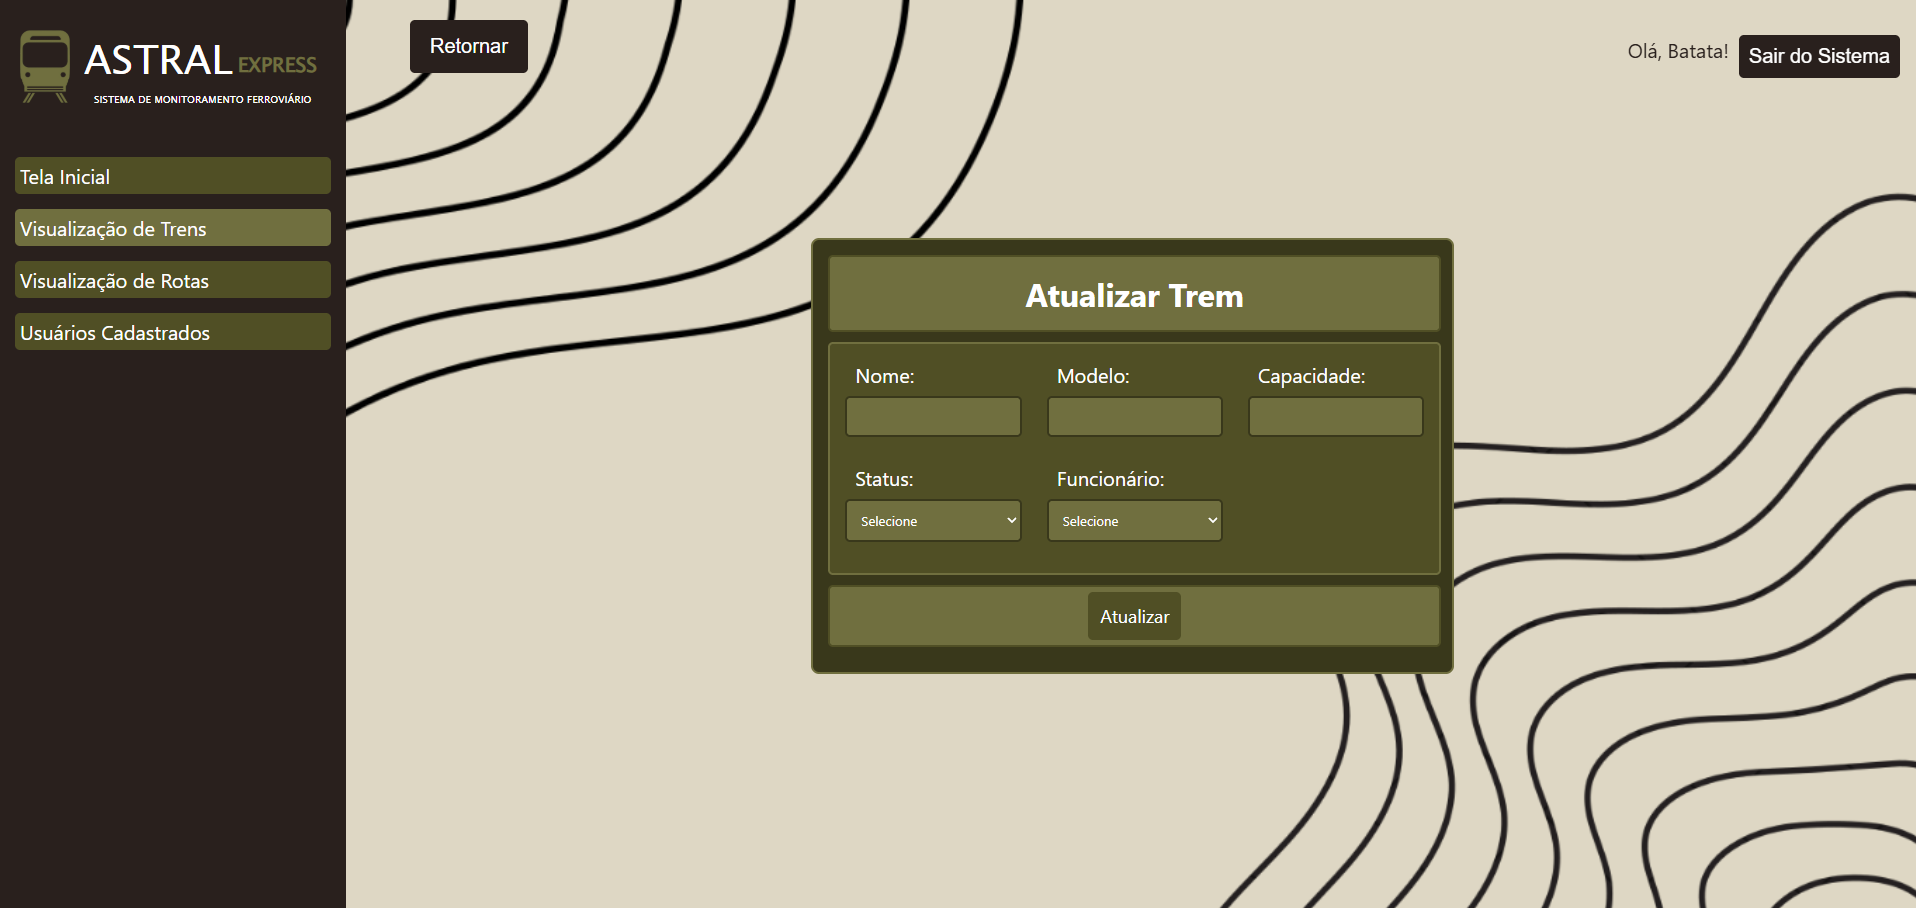 ASTRAL EXPRESS
SISTEMA DE MONITORAMENTO FERROVIÁRIO
Tela Inicial
Visualização de Trens
Visualização de Rotas
Usuários Cadastrados
Retornar
Olá, Batata!
Sair do Sistema
Atualizar Trem
Nome: Modelo: Capacidade:
Status: Funcionário:
Selecione Selecione
Atualizar